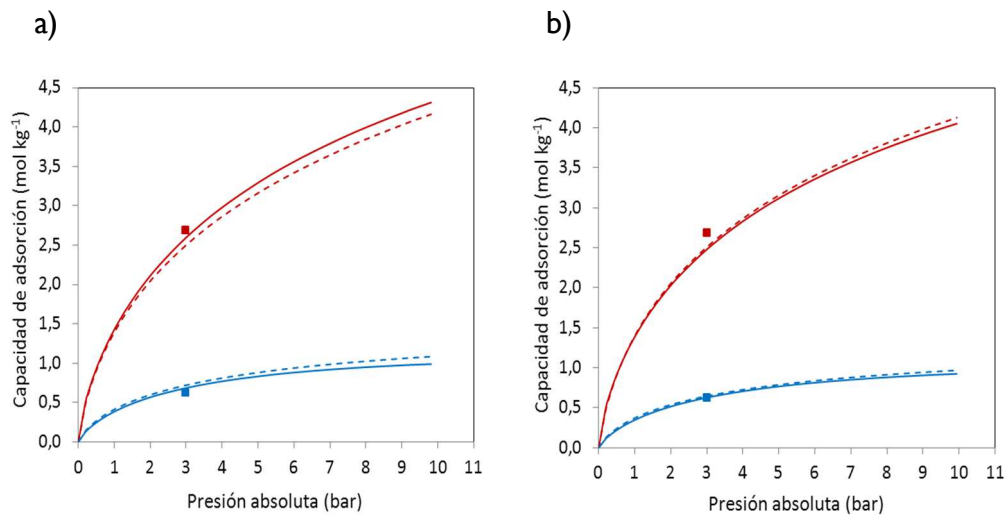 a)
b)
Capacidad de adsorción (mol kg⁻¹)
4,5
4,0
3,5
3,0
2,5
2,0
1,5
1,0
0,5
0,0
0 1 2 3 4 5 6 7 8 9 10 11
Presión absoluta (bar)
Capacidad de adsorción (mol kg⁻¹)
4,5
4,0
3,5
3,0
2,5
2,0
1,5
1,0
0,5
0,0
0 1 2 3 4 5 6 7 8 9 10 11
Presión absoluta (bar)